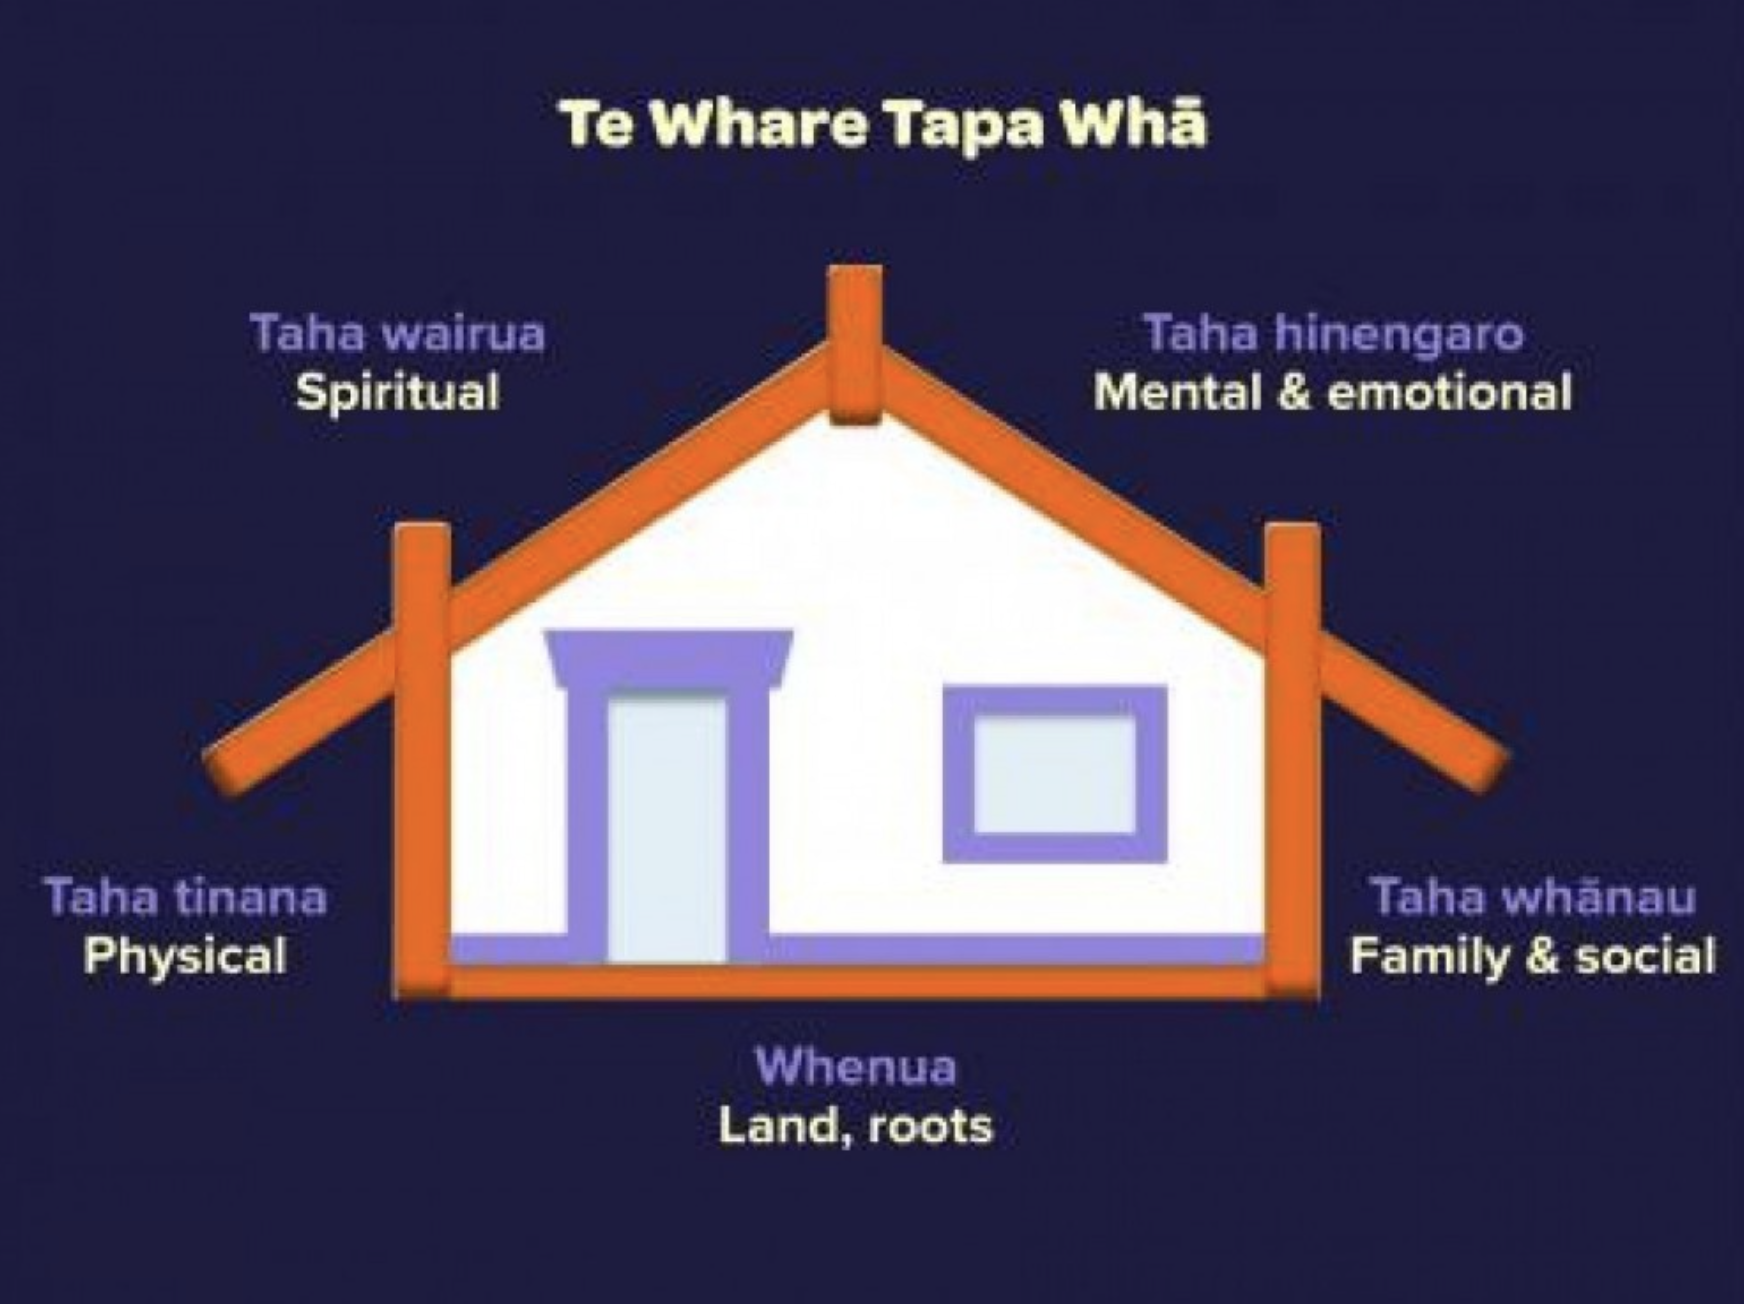 Te Whare Tapa Whā
Taha wairua
Spiritual
Taha hinengaro
Mental & emotional
Taha tinana
Physical
Taha whānau
Family & social
Whenua
Land, roots